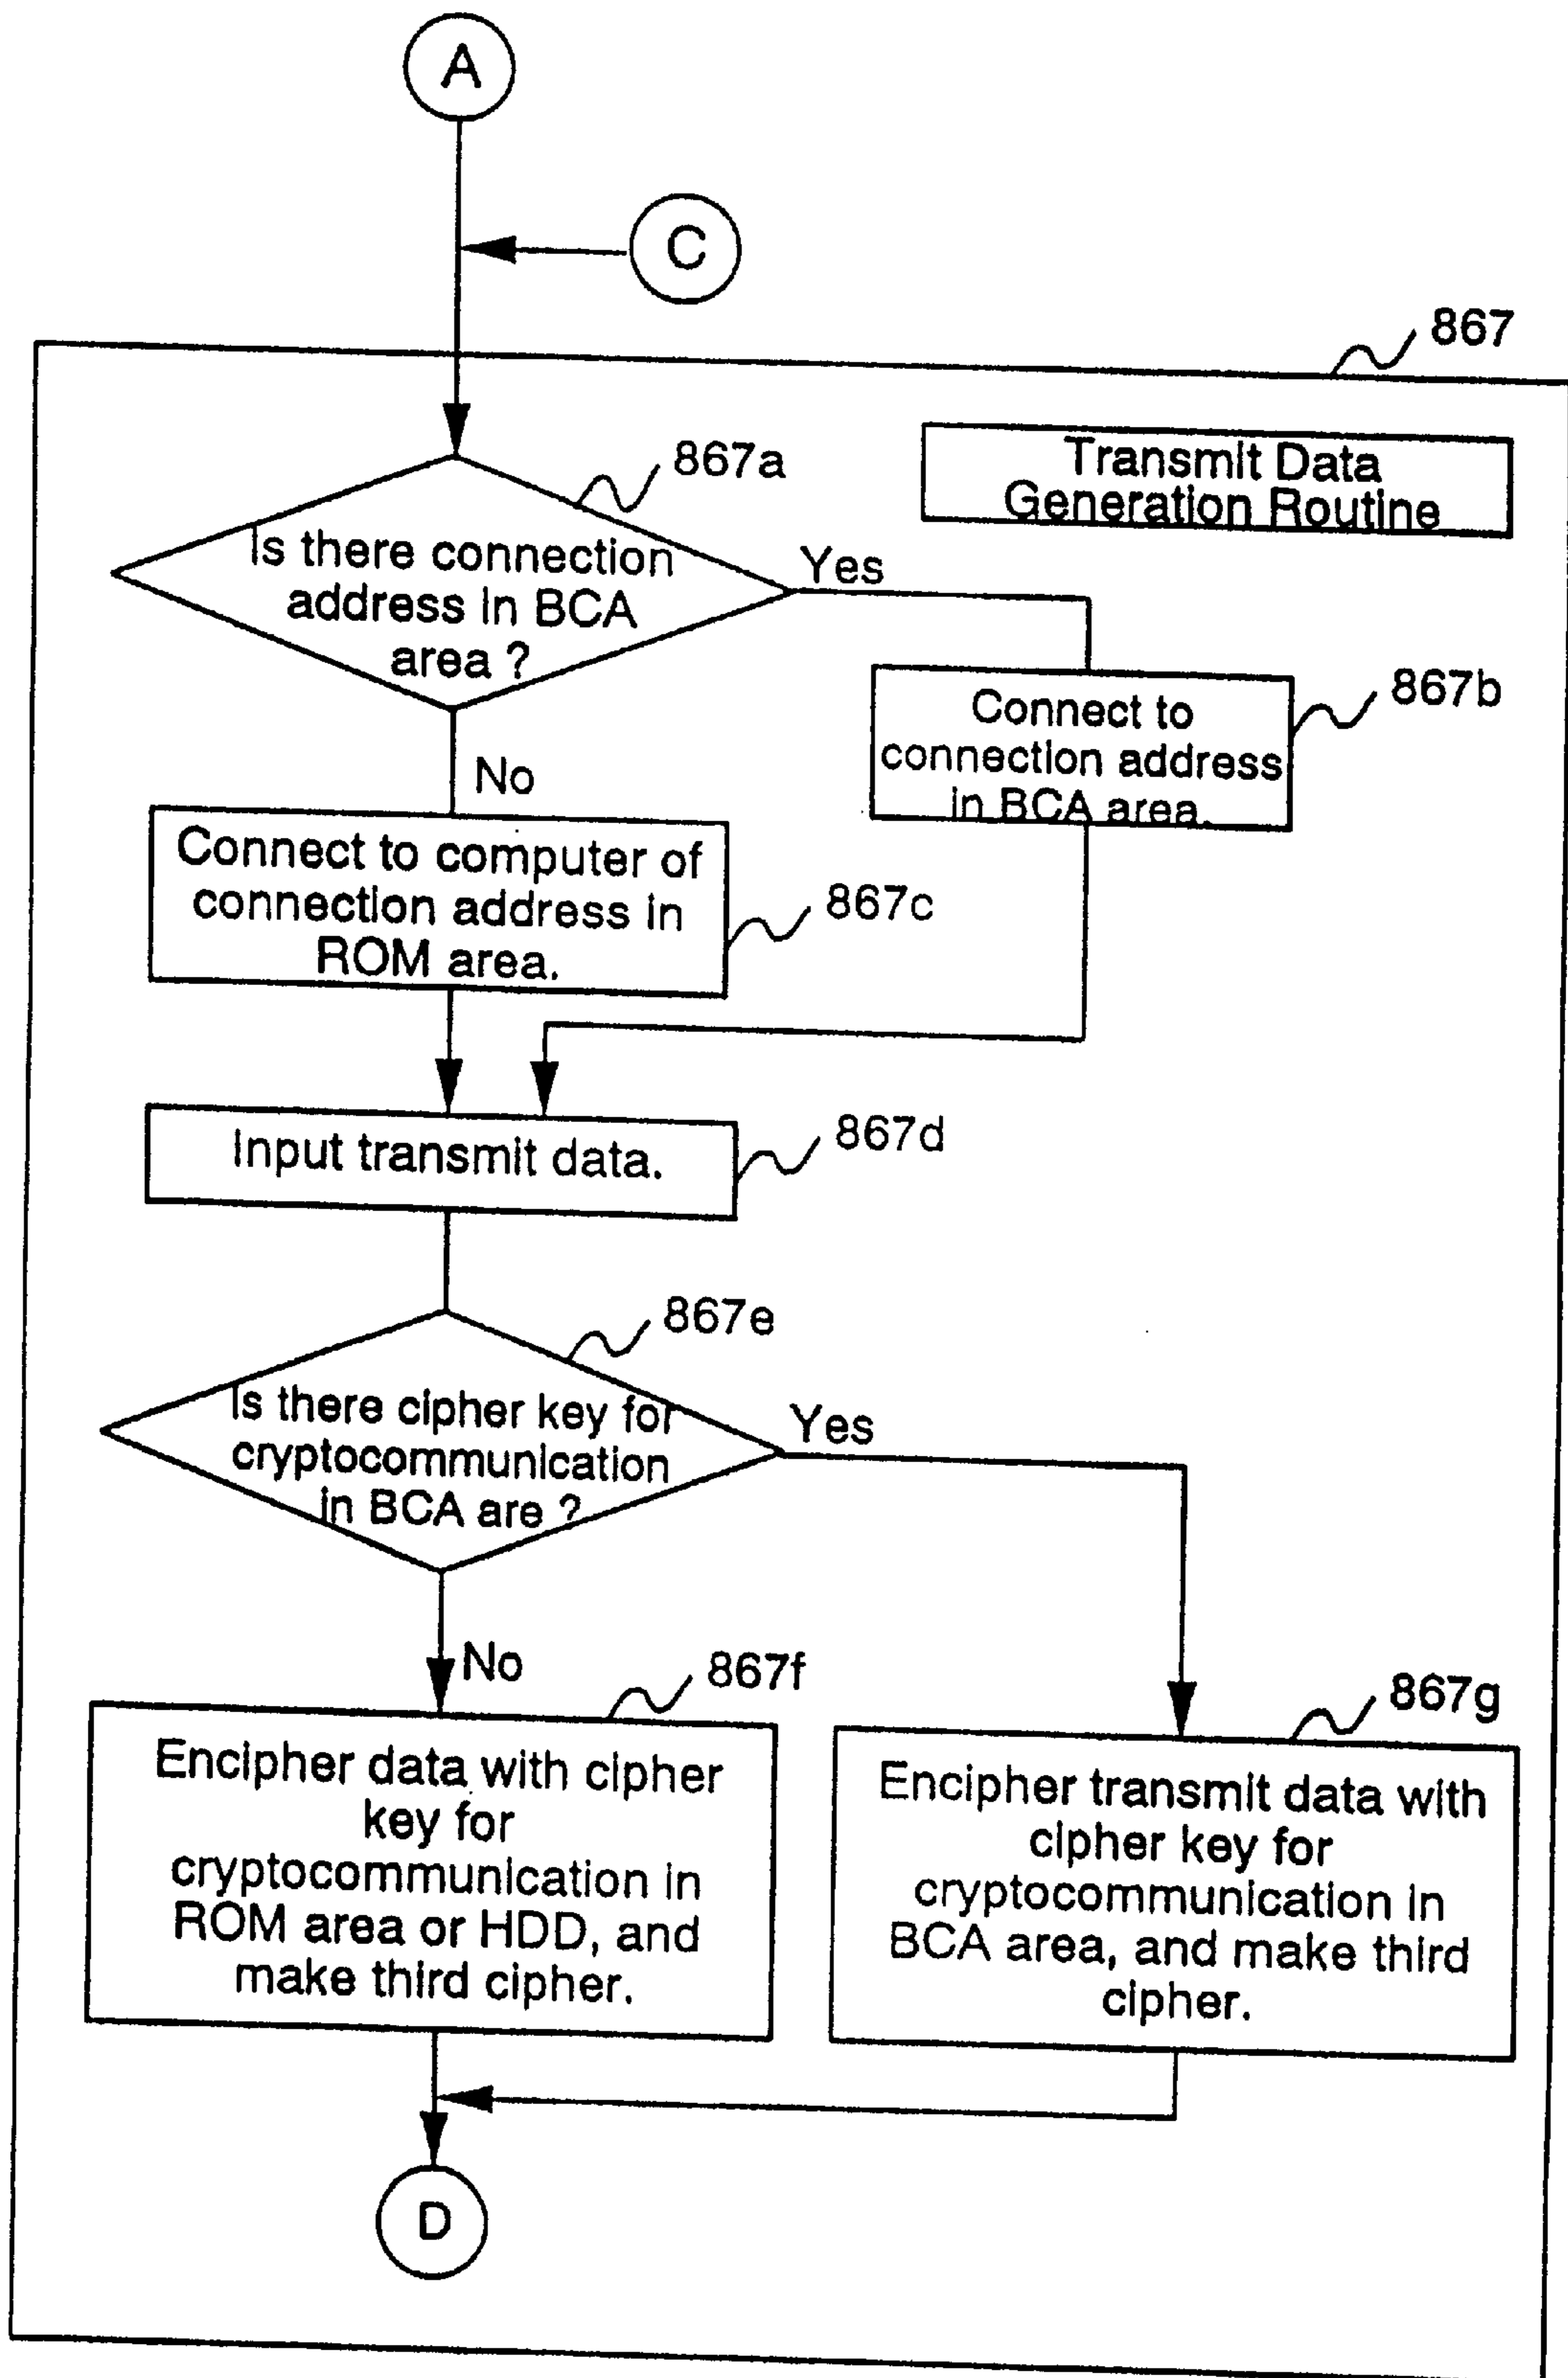 A
C
867
Transmit Data
Generation Routine
867a
Is there connection
address in BCA
area ?
Yes
867b
Connect to
connection address
in BCA area.
No
Connect to computer of
connection address in
ROM area.
867c
Input transmit data.
867d
867e
Is there cipher key for
cryptocommunication
in BCA are ?
Yes
No
867f
Encipher data with cipher
key for
cryptocommunication in
ROM area or HDD, and
make third cipher.
867g
Encipher transmit data with
cipher key for
cryptocommunication in
BCA area, and make third
cipher.
D